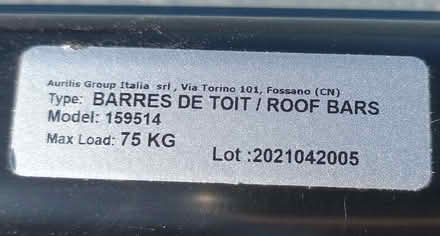 Aurilis Group Italia srl , Via Torino 101, Fossano (CN)
Type: BARRES DE TOIT / ROOF BARS
Model: 159514
Max Load: 75 KG
Lot :2021042005